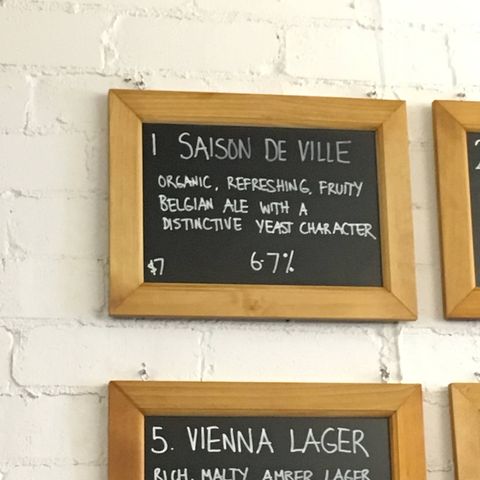 1 SAISON DE VILLE
ORGANIC, REFRESHING, FRUITY
BELGIAN ALE WITH A
DISTINCTIVE YEAST CHARACTER
$7 6.7%
2
5. VIENNA LAGER
RICH, MALTY AMBER LAGER